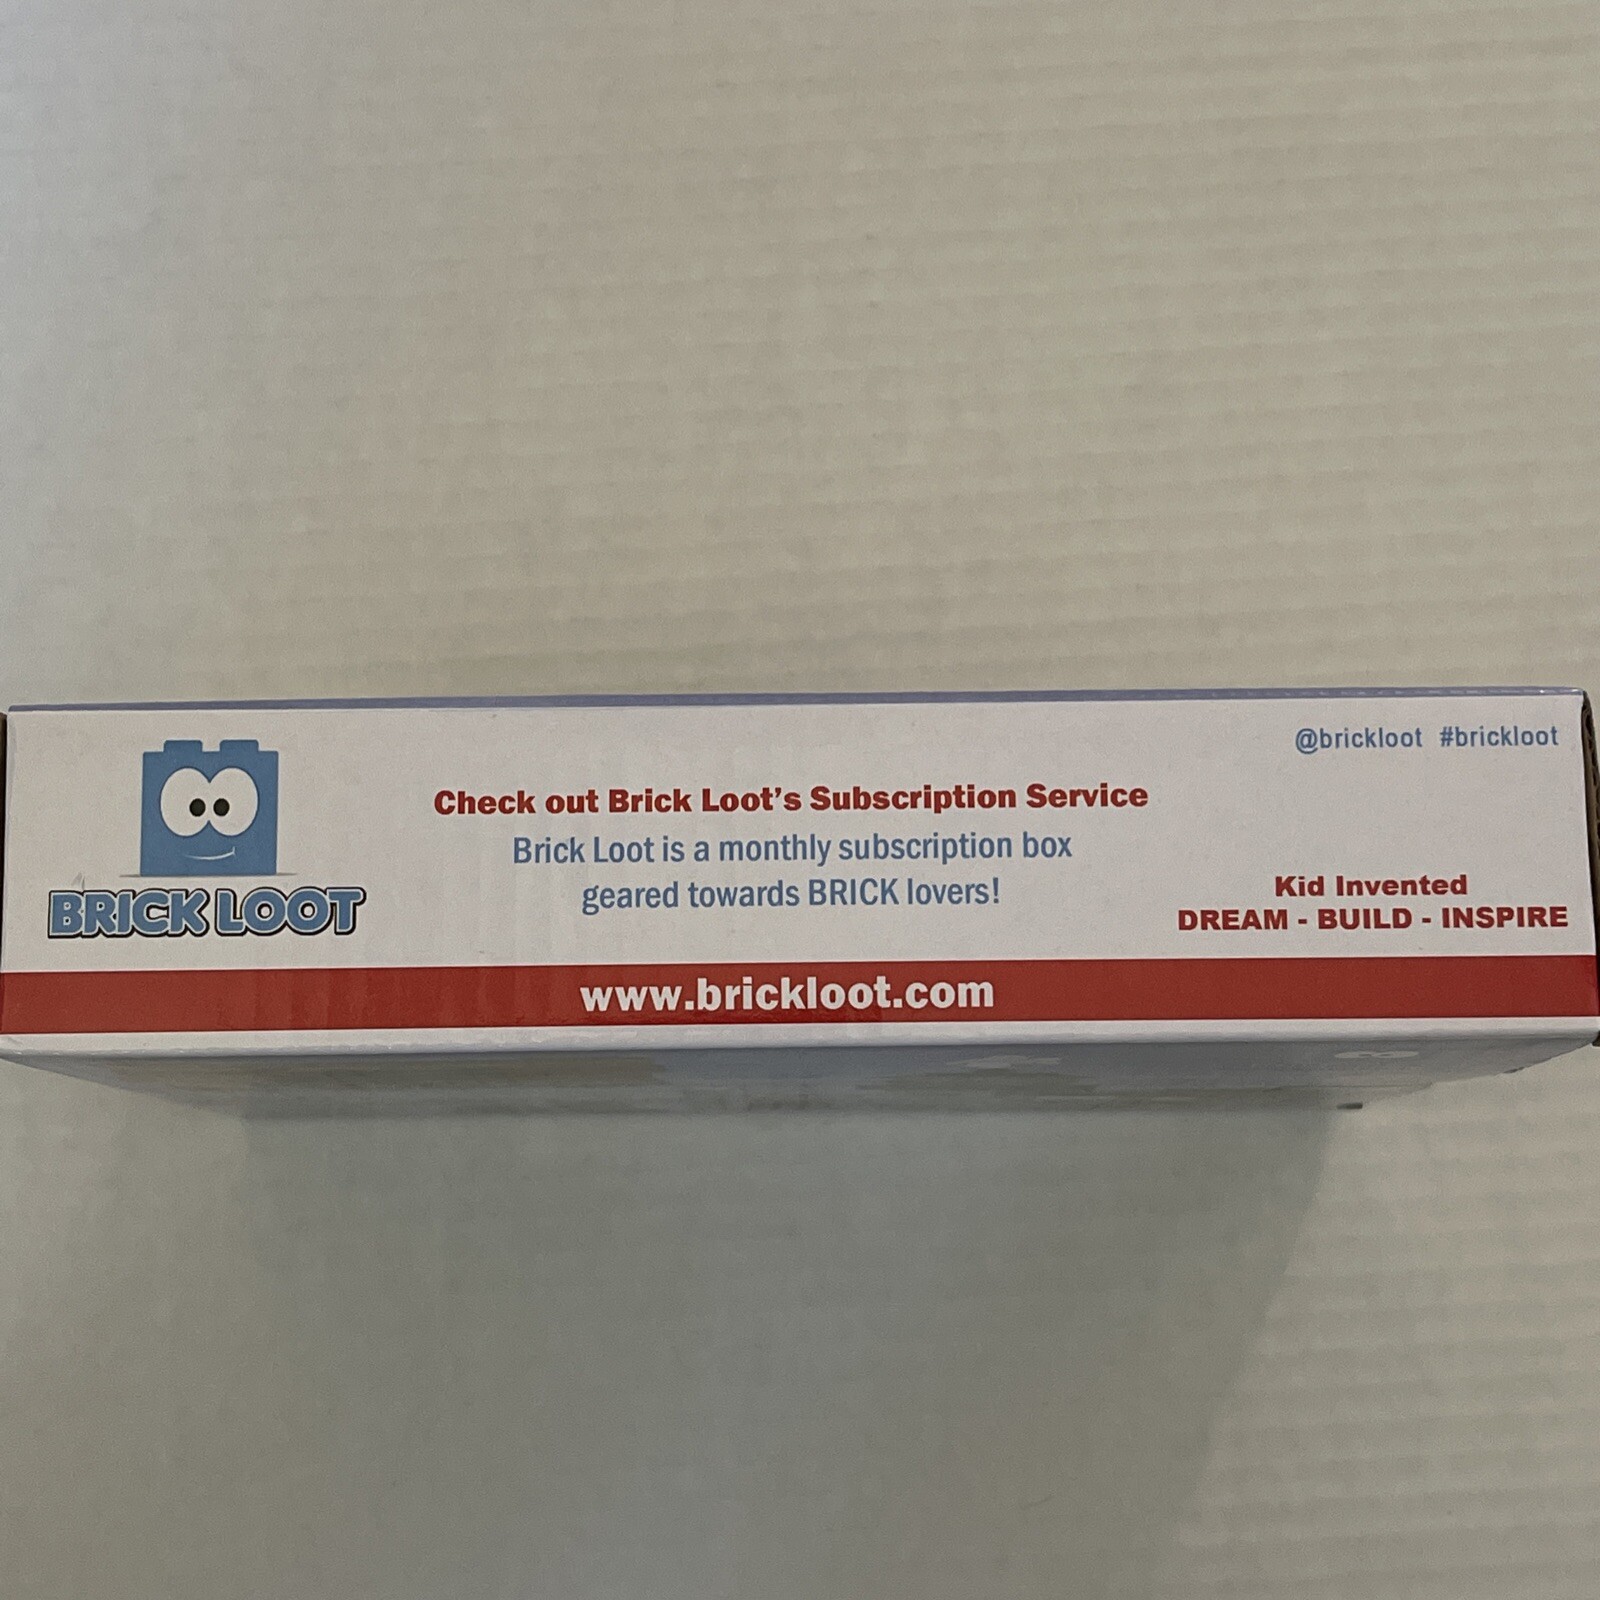 @brickloot #brickloot
Check out Brick Loot's Subscription Service
Brick Loot is a monthly subscription box
geared towards BRICK lovers!
BRICK LOOT
Kid Invented
DREAM - BUILD - INSPIRE
www.brickloot.com